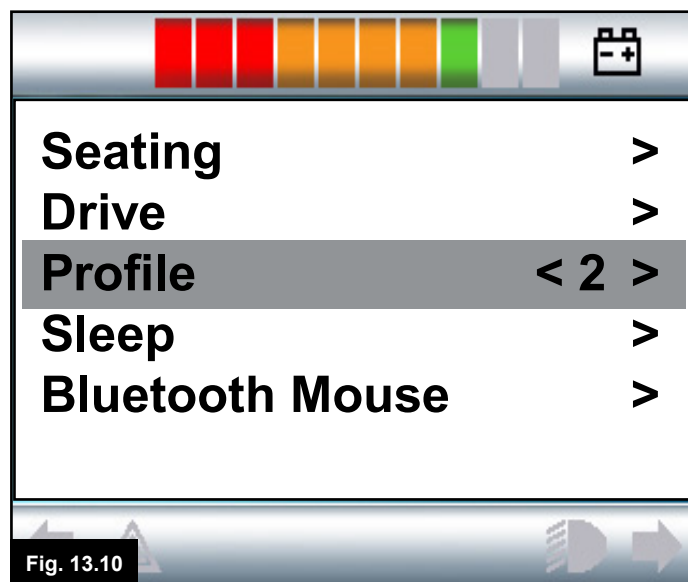 Seating >
Drive >
Profile < 2 >
Sleep >
Bluetooth Mouse >
Fig. 13.10